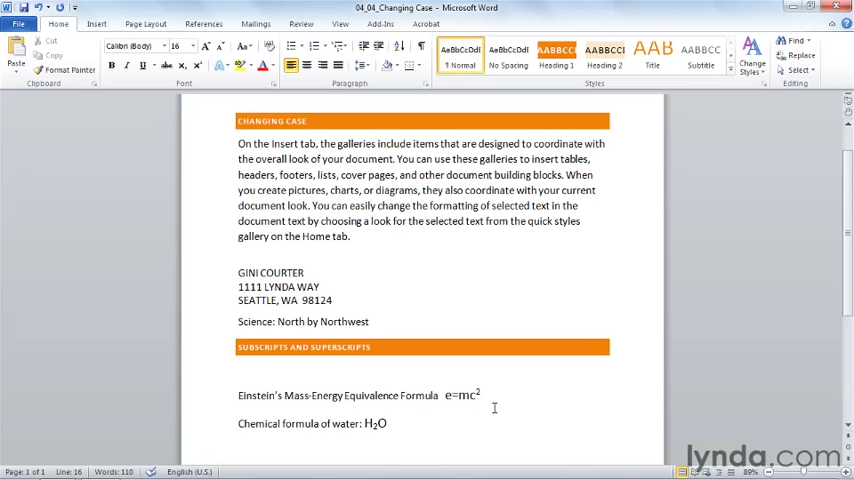 04_04_Changing Case - Microsoft Word
File Home Insert Page Layout References Mailings Review View Add-Ins Acrobat
Paste Cut Copy Format Painter
Calibri (Body) 16
AaBbCcDdI AaBbCcDdI AABBCCI AABBCCI AAB AABBCC
¶ Normal No Spacing Heading 1 Heading 2 Title Subtitle
Change Styles
Find Replace Select
Clipboard Font Paragraph Styles Editing
CHANGING CASE
On the Insert tab, the galleries include items that are designed to coordinate with
the overall look of your document. You can use these galleries to insert tables,
headers, footers, lists, cover pages, and other document building blocks. When
you create pictures, charts, or diagrams, they also coordinate with your current
document look. You can easily change the formatting of selected text in the
document text by choosing a look for the selected text from the quick styles
gallery on the Home tab.
GINI COURTER
1111 LYNDA WAY
SEATTLE, WA 98124
Science: North by Northwest
SUBSCRIPTS AND SUPERSCRIPTS
Einstein's Mass-Energy Equivalence Formula e=mc²
Chemical formula of water: H₂O
lynda.com
Page: 1 of 1 Line: 16 Words: 110 English (U.S.) 89%